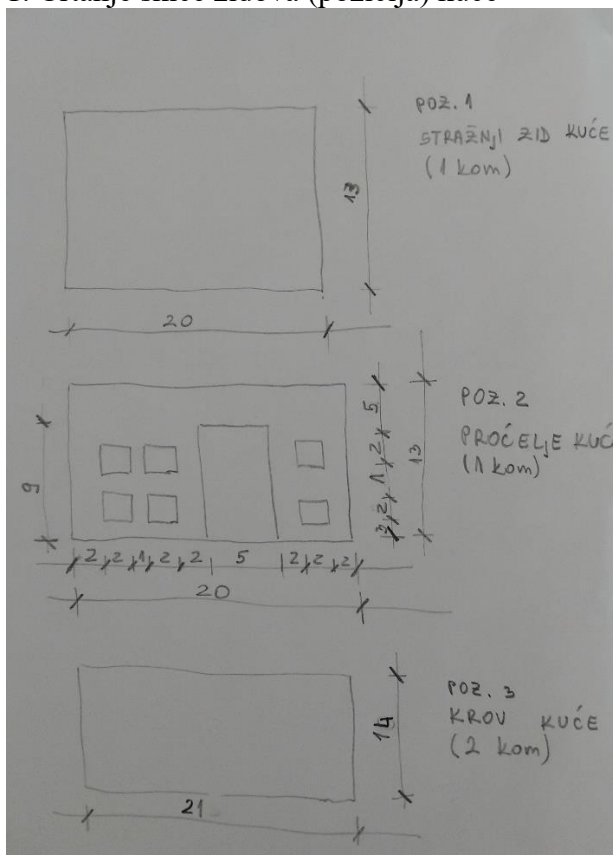 POZ. 1
STRAŽNJI ZID KUĆE
(1 kom)
13
20
POZ. 2
PROČELJE KUĆ
(1 kom)
9
5
2
1
2
3
13
2 2 1 2 2 5 2 2 2
20
POZ. 3
KROV KUĆE
(2 kom)
14
21